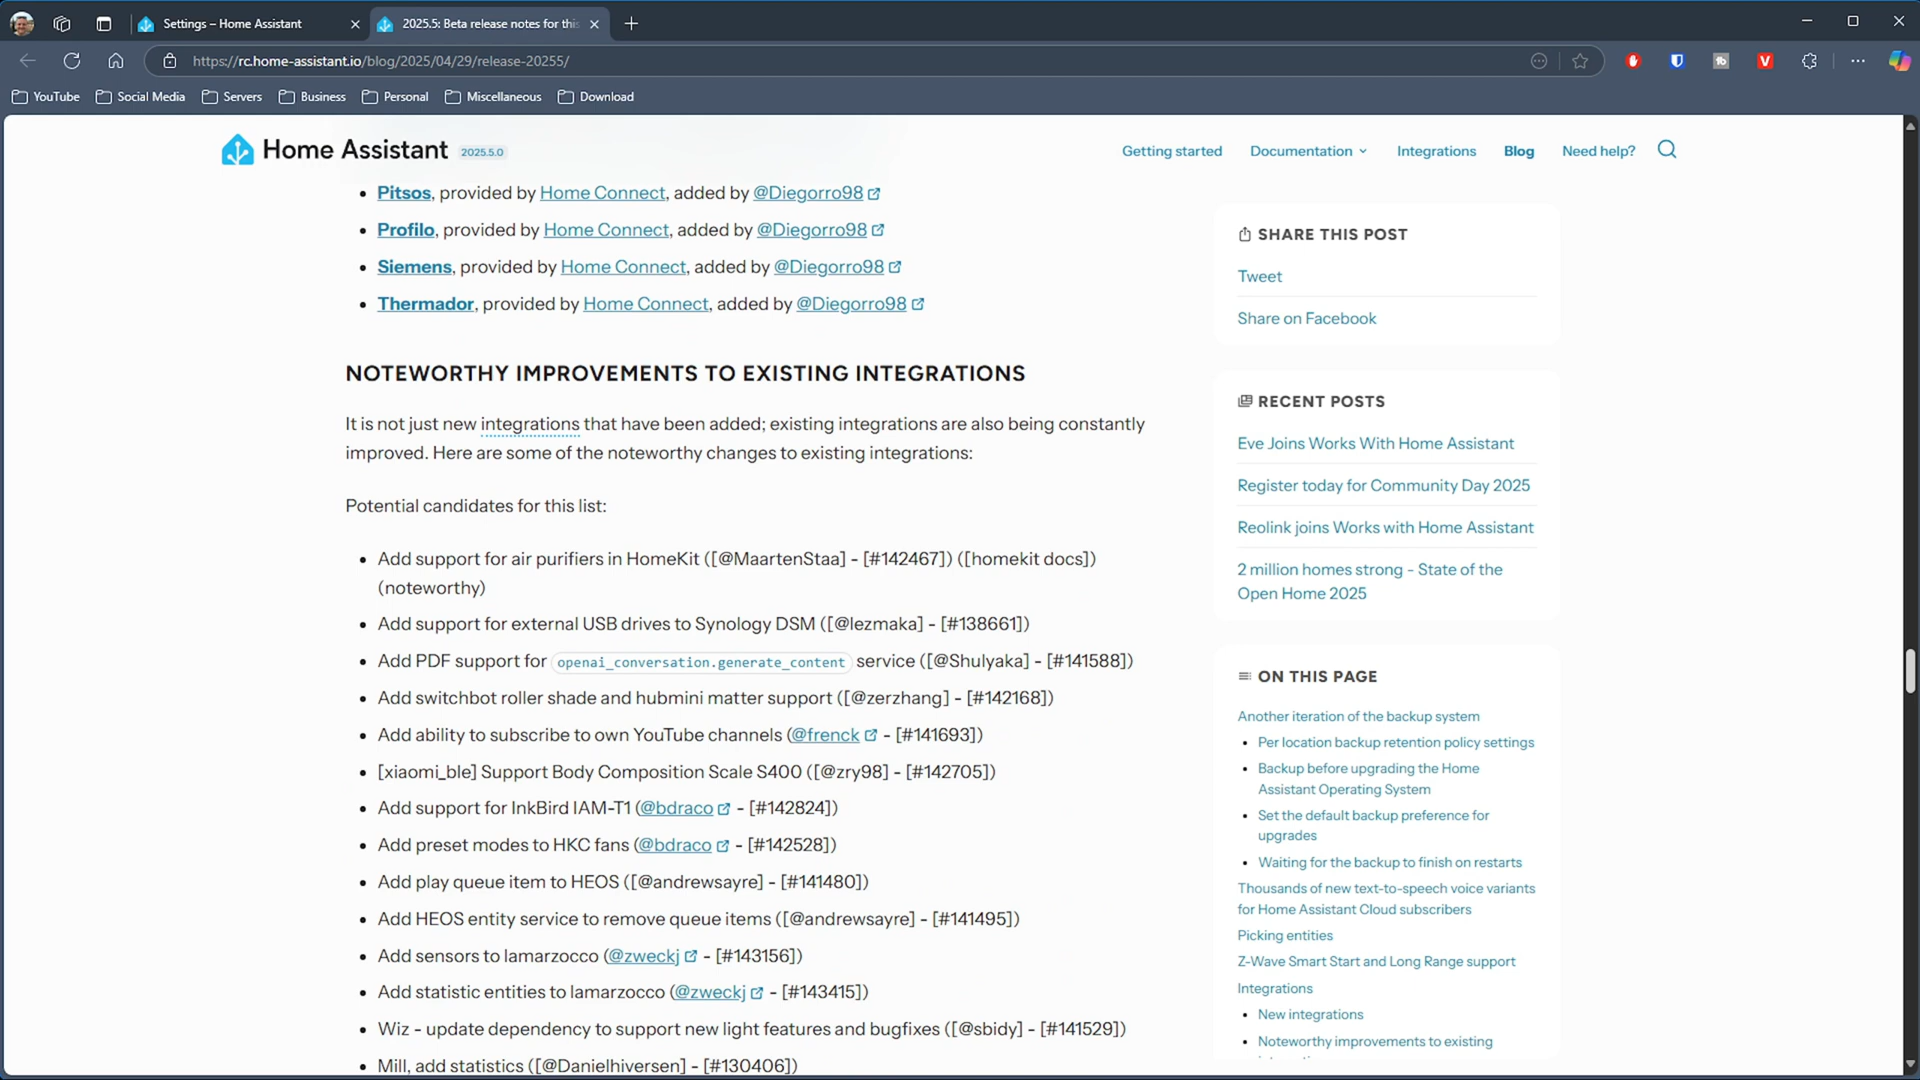 Settings – Home Assistant
2025.5: Beta release notes for this
https://rc.home-assistant.io/blog/2025/04/29/release-20255/
YouTube
Social Media
Servers
Business
Personal
Miscellaneous
Download
Home Assistant 2025.5.0
Getting started
Documentation
Integrations
Blog
Need help?
Pitsos, provided by Home Connect, added by @Diegorro98
Profilo, provided by Home Connect, added by @Diegorro98
Siemens, provided by Home Connect, added by @Diegorro98
Thermador, provided by Home Connect, added by @Diegorro98
NOTEWORTHY IMPROVEMENTS TO EXISTING INTEGRATIONS
It is not just new integrations that have been added; existing integrations are also being constantly
improved. Here are some of the noteworthy changes to existing integrations:
Potential candidates for this list:
Add support for air purifiers in HomeKit ([@MaartenStaa] - [#142467]) ([homekit docs])
(noteworthy)
Add support for external USB drives to Synology DSM ([@lezmaka] - [#138661])
Add PDF support for openai_conversation.generate_content service ([@Shulyaka] - [#141588])
Add switchbot roller shade and hubmini matter support ([@zerzhang] - [#142168])
Add ability to subscribe to own YouTube channels (@frenck - [#141693])
[xiaomi_ble] Support Body Composition Scale S400 ([@zry98] - [#142705])
Add support for InkBird IAM-T1 (@bdraco - [#142824])
Add preset modes to HKC fans (@bdraco - [#142528])
Add play queue item to HEOS ([@andrewsayre] - [#141480])
Add HEOS entity service to remove queue items ([@andrewsayre] - [#141495])
Add sensors to lamarzocco (@zweckj - [#143156])
Add statistic entities to lamarzocco (@zweckj - [#143415])
Wiz - update dependency to support new light features and bugfixes ([@sbidy] - [#141529])
Mill, add statistics ([@Danielhiversen] - [#130406])
SHARE THIS POST
Tweet
Share on Facebook
RECENT POSTS
Eve Joins Works With Home Assistant
Register today for Community Day 2025
Reolink joins Works with Home Assistant
2 million homes strong - State of the
Open Home 2025
ON THIS PAGE
Another iteration of the backup system
Per location backup retention policy settings
Backup before upgrading the Home
Assistant Operating System
Set the default backup preference for
upgrades
Waiting for the backup to finish on restarts
Thousands of new text-to-speech voice variants
for Home Assistant Cloud subscribers
Picking entities
Z-Wave Smart Start and Long Range support
Integrations
New integrations
Noteworthy improvements to existing